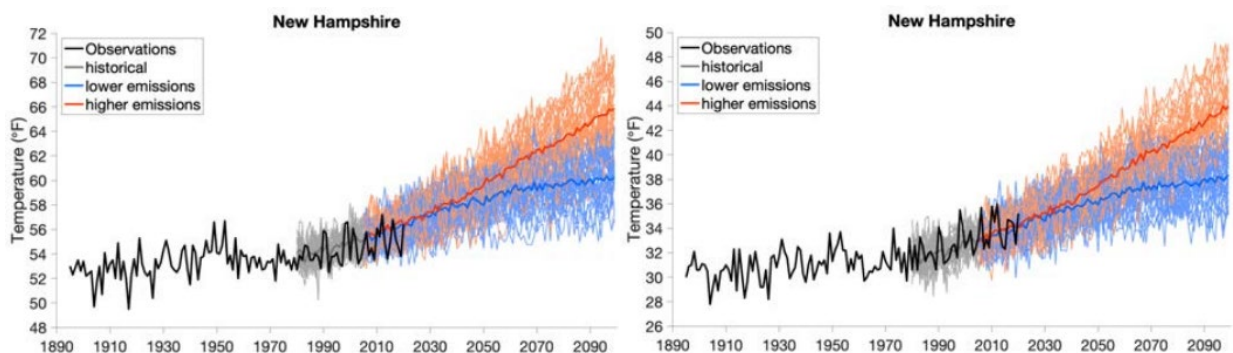 New Hampshire
72
70
68
66
64
62
60
58
56
54
52
50
48
Temperature (°F)
Observations
historical
lower emissions
higher emissions
1890 1910 1930 1950 1970 1990 2010 2030 2050 2070 2090
New Hampshire
50
48
46
44
42
40
38
36
34
32
30
28
26
Temperature (°F)
Observations
historical
lower emissions
higher emissions
1890 1910 1930 1950 1970 1990 2010 2030 2050 2070 2090